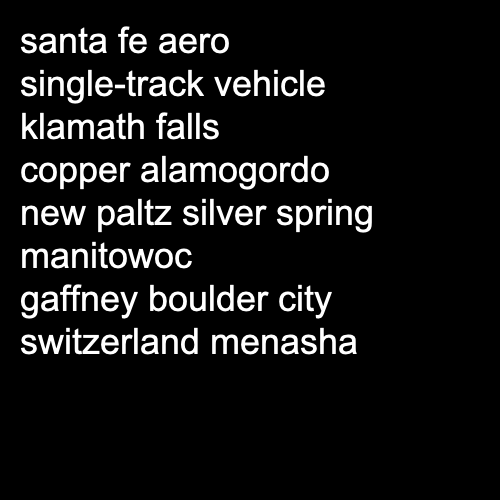 santa fe aero
single-track vehicle
klamath falls
copper alamogordo
new paltz silver spring
manitowoc
gaffney boulder city
switzerland menasha